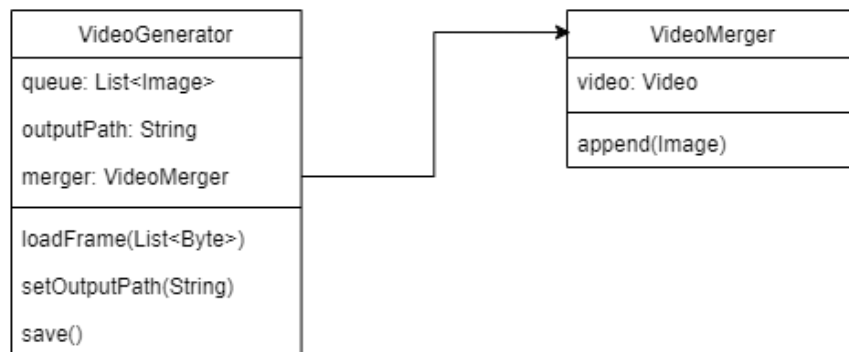 VideoGenerator
queue: List<Image>
outputPath: String
merger: VideoMerger
loadFrame(List<Byte>)
setOutputPath(String)
save()
VideoMerger
video: Video
append(Image)